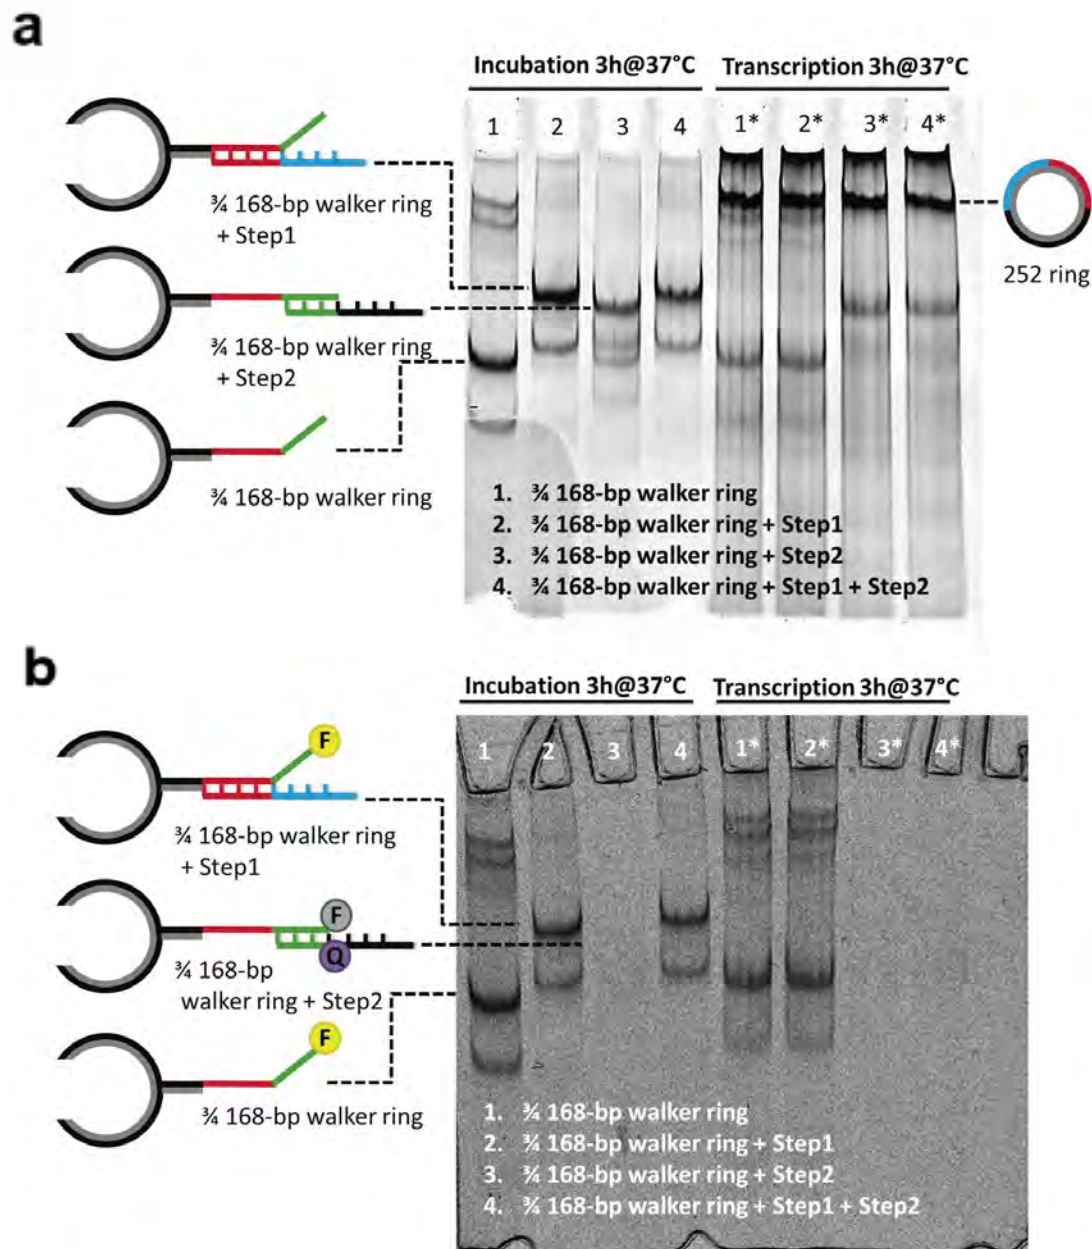 a
Incubation 3h@37°C
Transcription 3h@37°C
1 2 3 4 1* 2* 3* 4*
¾ 168-bp walker ring
+ Step1
252 ring
¾ 168-bp walker ring
+ Step2
¾ 168-bp walker ring
1. ¾ 168-bp walker ring
2. ¾ 168-bp walker ring + Step1
3. ¾ 168-bp walker ring + Step2
4. ¾ 168-bp walker ring + Step1 + Step2
b
Incubation 3h@37°C
Transcription 3h@37°C
1 2 3 4 1* 2* 3* 4*
F
¾ 168-bp walker ring
+ Step1
F
Q
¾ 168-bp
walker ring + Step2
F
¾ 168-bp walker ring
1. ¾ 168-bp walker ring
2. ¾ 168-bp walker ring + Step1
3. ¾ 168-bp walker ring + Step2
4. ¾ 168-bp walker ring + Step1 + Step2